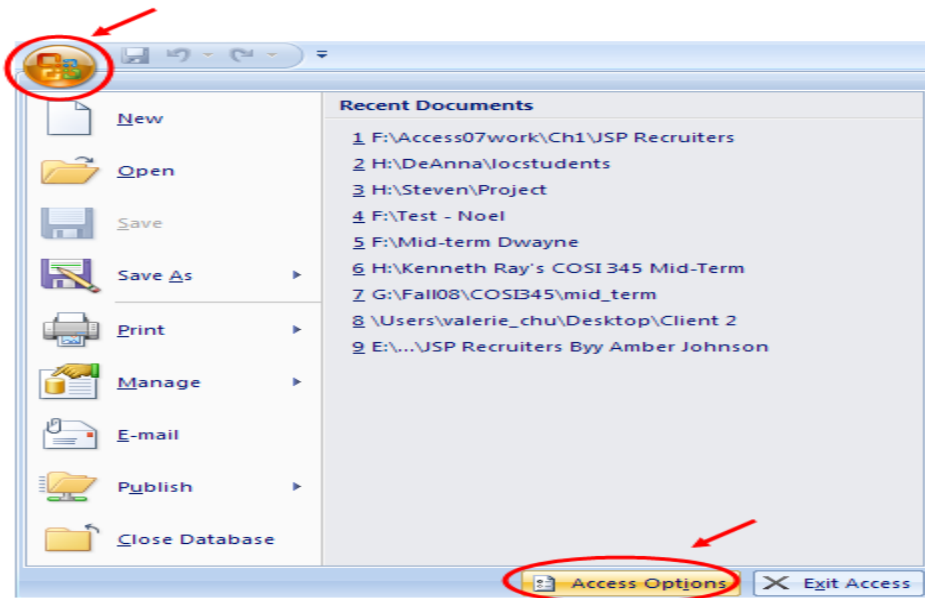 New
Open
Save
Save As
Print
Manage
E-mail
Publish
Close Database
Recent Documents
1 F:\Access07work\Ch1\JSP Recruiters
2 H:\DeAnna\locstudents
3 H:\Steven\Project
4 F:\Test - Noel
5 F:\Mid-term Dwayne
6 H:\Kenneth Ray's COSI 345 Mid-Term
7 G:\Fall08\COSI345\mid_term
8 \Users\valerie_chu\Desktop\Client 2
9 E:\...\JSP Recruiters Byy Amber Johnson
Access Options
Exit Access